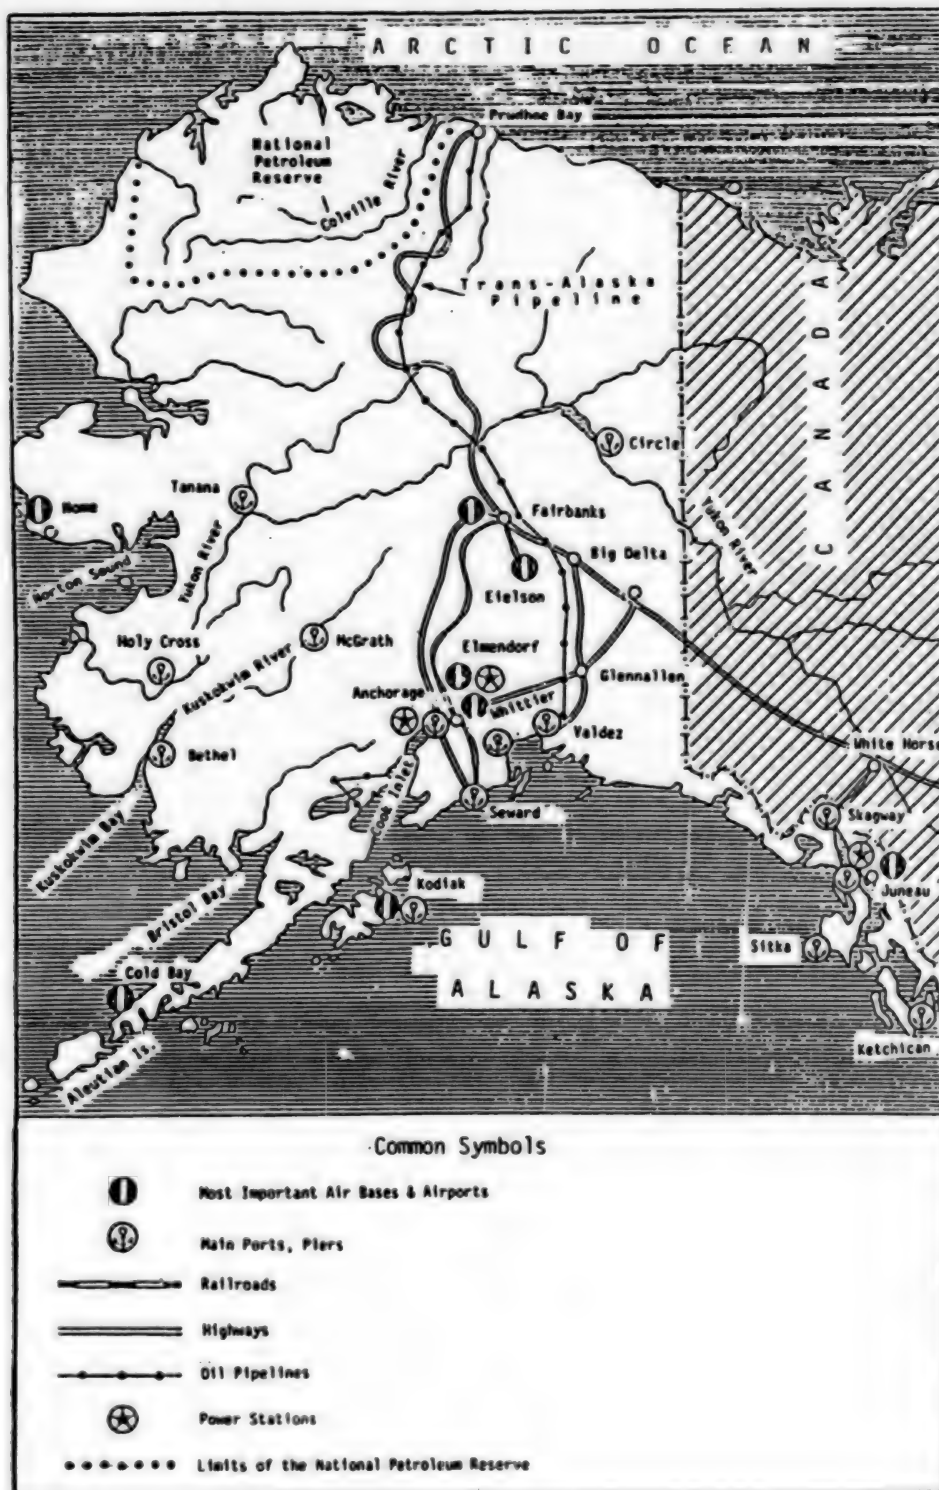 ARCTIC OCEAN
Prudhoe Bay
National
Petroleum
Reserve
Colville River
Trans-Alaska
Pipeline
CANADA
Circle
Tanana
Nome
Fairbanks
Yukon River
Big Delta
Norton Sound
Yukon River
Eielson
Holy Cross
McGrath
Elmendorf
Kuskokwim River
Glennallen
Anchorage
Whittier
Bethel
Valdez
White Horse
Cook Inlet
Seward
Skagway
Kuskokwim Bay
Kodiak
Juneau
Bristol Bay
GULF OF
ALASKA
Sitka
Cold Bay
Aleutian Is.
Ketchican
Common Symbols
Most Important Air Bases & Airports
Main Ports, Piers
Railroads
Highways
Oil Pipelines
Power Stations
Limits of the National Petroleum Reserve